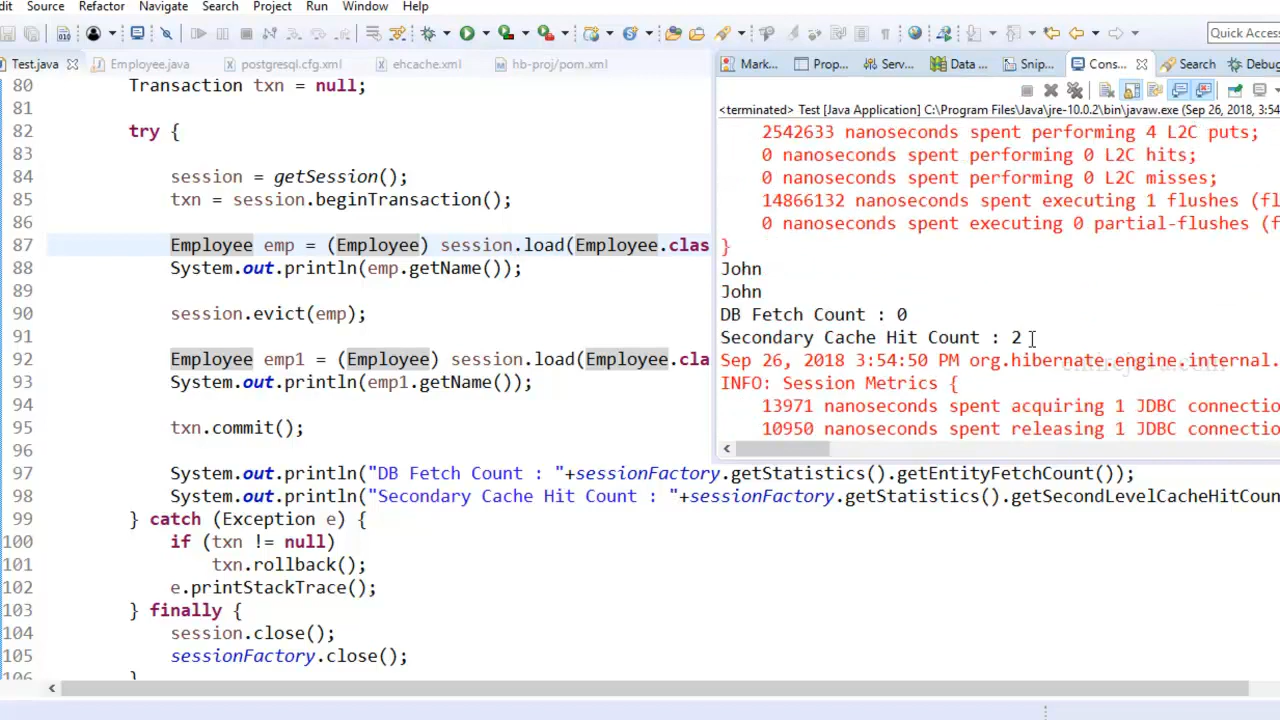 dit Source Refactor Navigate Search Project Run Window Help
Quick Access
Test.java Employee.java postgresql.cfg.xml ehcache.xml hb-proj/pom.xml
80 Transaction txn = null;
81
82 try {
83
84 session = getSession();
85 txn = session.beginTransaction();
86
87 Employee emp = (Employee) session.load(Employee.clas
88 System.out.println(emp.getName());
89
90 session.evict(emp);
91
92 Employee emp1 = (Employee) session.load(Employee.cla
93 System.out.println(emp1.getName());
94
95 txn.commit();
96
97 System.out.println("DB Fetch Count : "+sessionFactory.getStatistics().getEntityFetchCount());
98 System.out.println("Secondary Cache Hit Count : "+sessionFactory.getStatistics().getSecondLevelCacheHitCoun
99 } catch (Exception e) {
100 if (txn != null)
101 txn.rollback();
102 e.printStackTrace();
103 } finally {
104 session.close();
105 sessionFactory.close();
106 }
Mark... Prop... Serv... Data ... Snip... Cons... Search Debug
<terminated> Test [Java Application] C:\Program Files\Java\jre-10.0.2\bin\javaw.exe (Sep 26, 2018, 3:54
2542633 nanoseconds spent performing 4 L2C puts;
0 nanoseconds spent performing 0 L2C hits;
0 nanoseconds spent performing 0 L2C misses;
14866132 nanoseconds spent executing 1 flushes (fl
0 nanoseconds spent executing 0 partial-flushes (f
}
John
John
DB Fetch Count : 0
Secondary Cache Hit Count : 2
Sep 26, 2018 3:54:50 PM org.hibernate.engine.internal.
INFO: Session Metrics {
13971 nanoseconds spent acquiring 1 JDBC connectio
10950 nanoseconds spent releasing 1 JDBC connectio